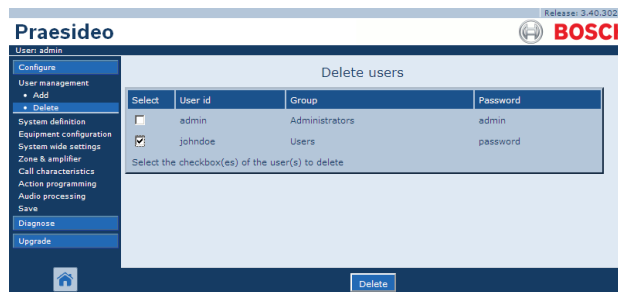 Release: 3.40.302
Praesideo
BOSCH
User: admin
Configure
User management
• Add
• Delete
System definition
Equipment configuration
System wide settings
Zone & amplifier
Call characteristics
Action programming
Audio processing
Save
Diagnose
Upgrade
Delete users
Select User id Group Password
admin Administrators admin
johndoe Users password
Select the checkbox(es) of the user(s) to delete
Delete